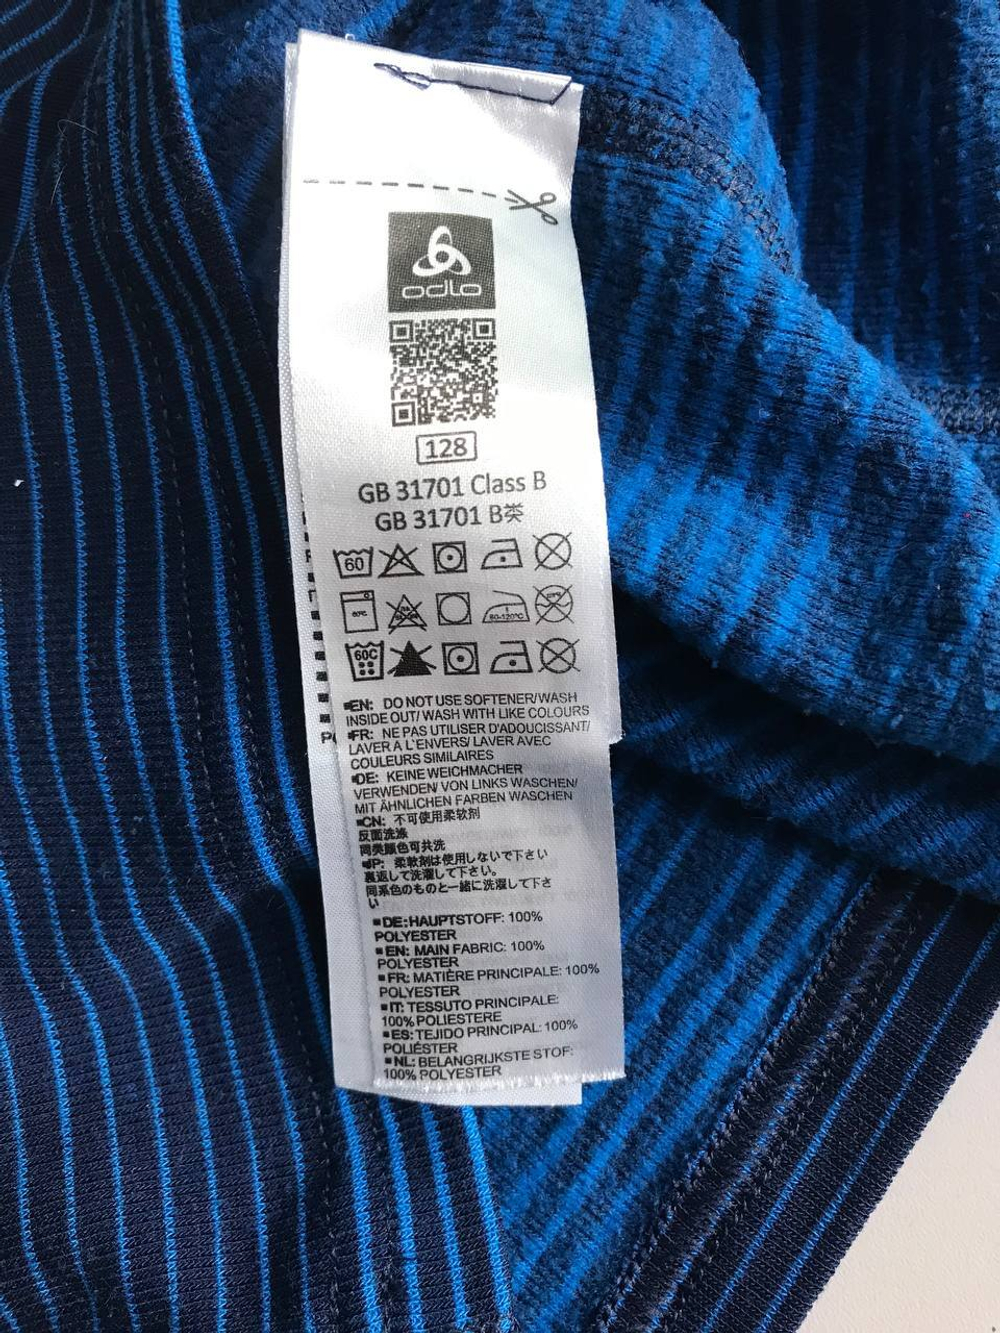 odlo
128
GB 31701 Class B
GB 31701 B类
60
60°C
80-120°C
60C
EN: DO NOT USE SOFTENER/WASH
INSIDE OUT/ WASH WITH LIKE COLOURS
FR: NE PAS UTILISER D'ADOUCISSANT/
LAVER A L'ENVERS/ LAVER AVEC
COULEURS SIMILAIRES
DE: KEINE WEICHMACHER
VERWENDEN/ VON LINKS WASCHEN/
MIT ÄHNLICHEN FARBEN WASCHEN
CN: 不可使用柔软剂
反面洗涤
同类颜色可共洗
JP: 柔軟剤は使用しないで下さい
裏返して洗濯して下さい。
同系色のものと一緒に洗濯して下さ
い
DE: HAUPTSTOFF: 100%
POLYESTER
EN: MAIN FABRIC: 100%
POLYESTER
FR: MATIÈRE PRINCIPALE: 100%
POLYESTER
IT: TESSUTO PRINCIPALE:
100% POLIESTERE
ES: TEJIDO PRINCIPAL: 100%
POLIÉSTER
NL: BELANGRIJKSTE STOF:
100% POLYESTER